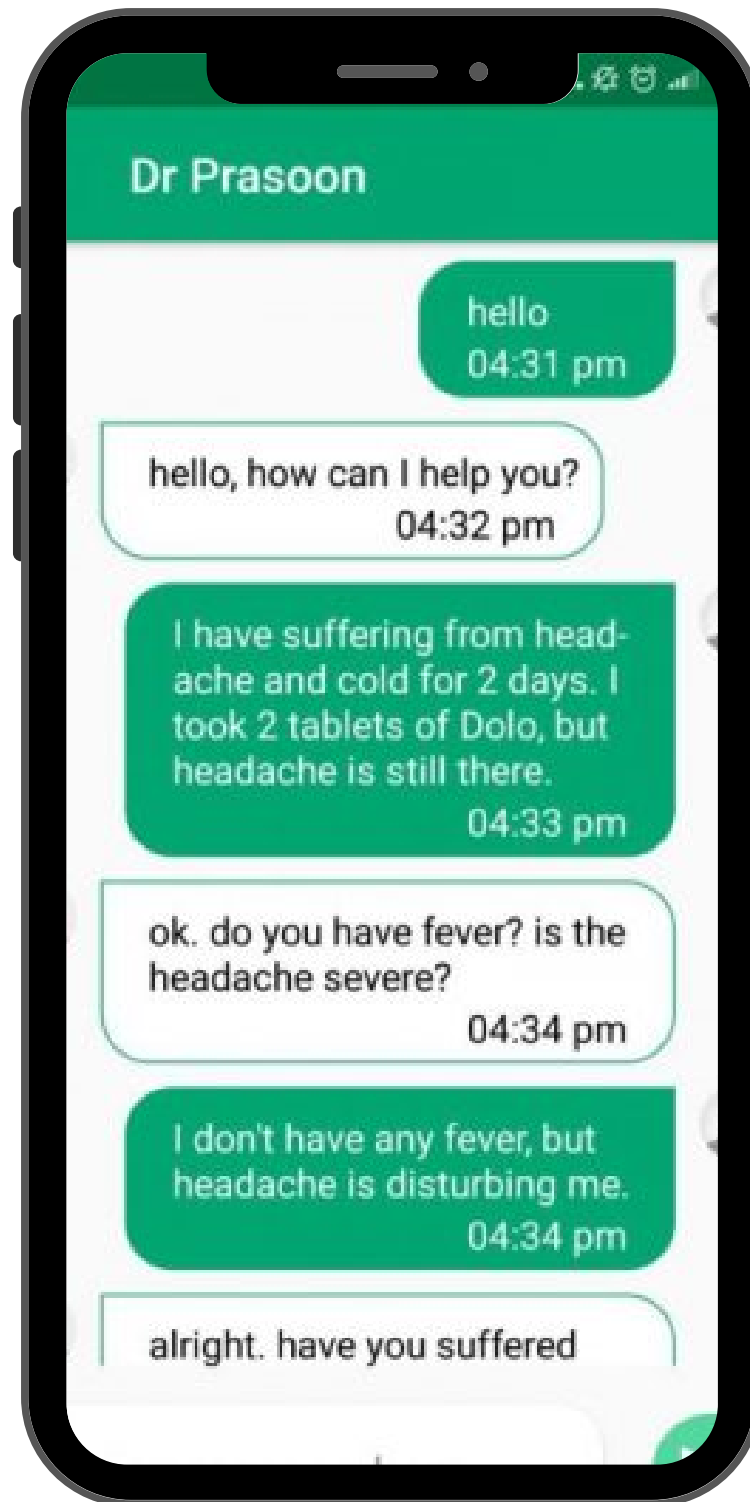 Dr Prasoon
hello
04:31 pm
hello, how can I help you?
04:32 pm
I have suffering from head-
ache and cold for 2 days. I
took 2 tablets of Dolo, but
headache is still there.
04:33 pm
ok. do you have fever? is the
headache severe?
04:34 pm
I don't have any fever, but
headache is disturbing me.
04:34 pm
alright. have you suffered